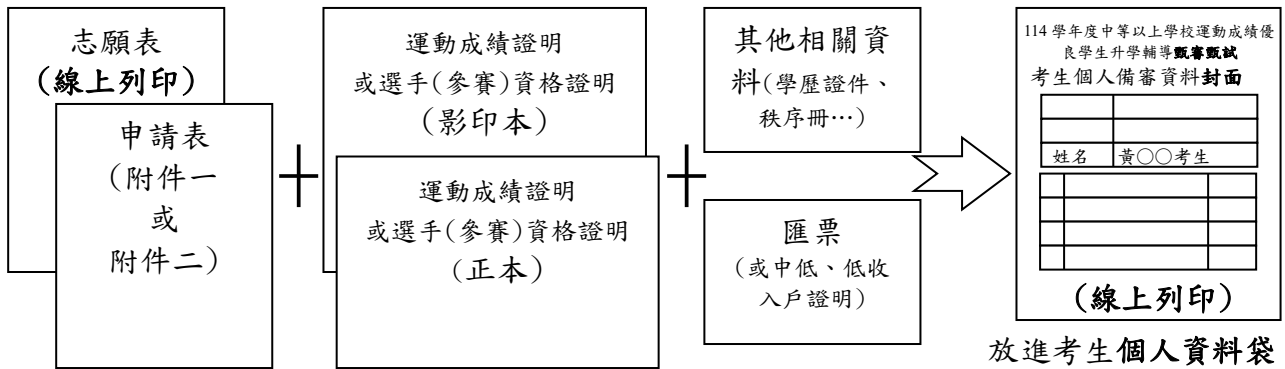 志願表
(線上列印)
申請表
(附件一
或
附件二)
運動成績證明
或選手(參賽)資格證明
(影印本)
運動成績證明
或選手(參賽)資格證明
(正本)
其他相關資
料(學歷證件、
秩序冊…)
匯票
(或中低、低收
入戶證明)
114 學年度中等以上學校運動成績優
良學生升學輔導甄審甄試
考生個人備審資料封面
姓名 黃○○考生
(線上列印)
放進考生個人資料袋